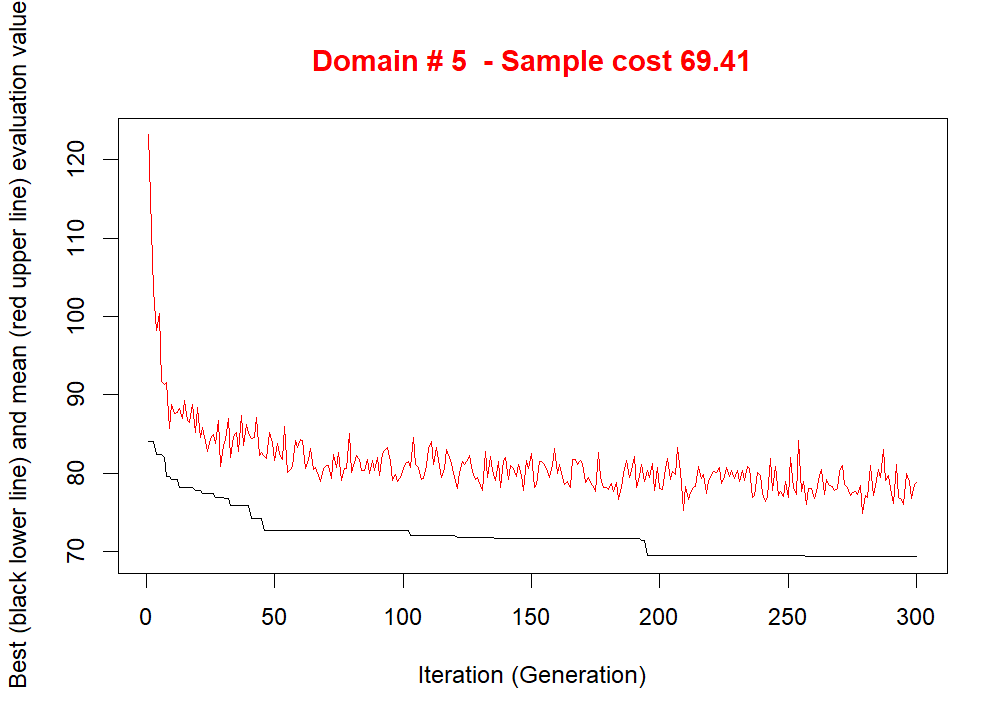 Domain # 5  - Sample cost 69.41
Best (black lower line) and mean (red upper line) evaluation value
120
110
100
90
80
70
0 50 100 150 200 250 300
Iteration (Generation)